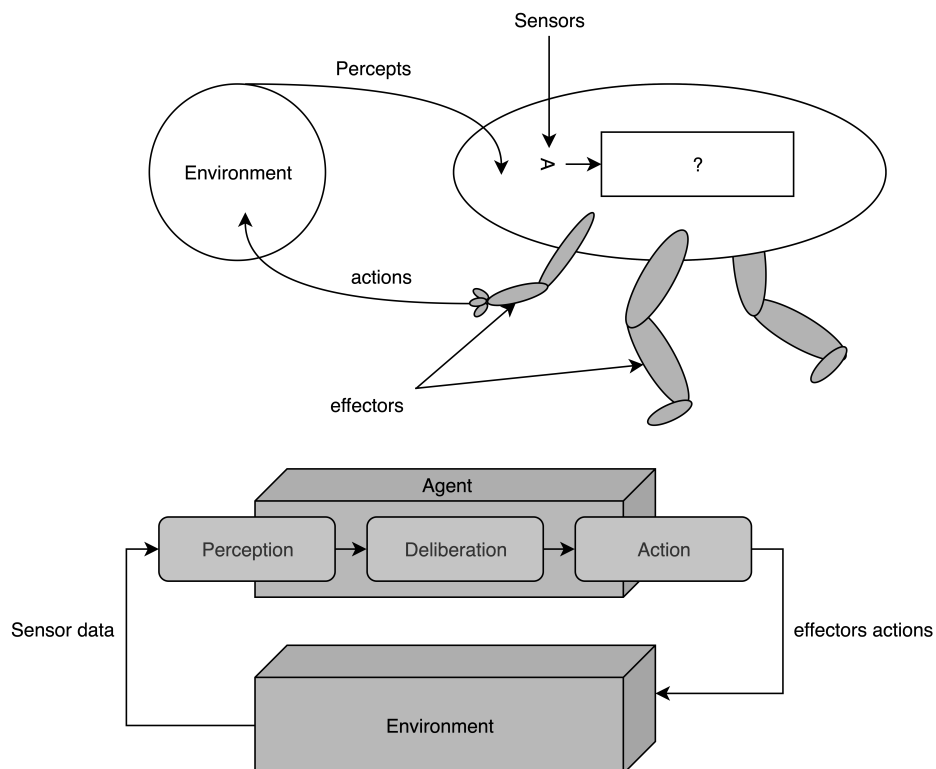 Sensors
Percepts
Environment
A
?
actions
effectors
Agent
Perception
Deliberation
Action
Sensor data
effectors actions
Environment